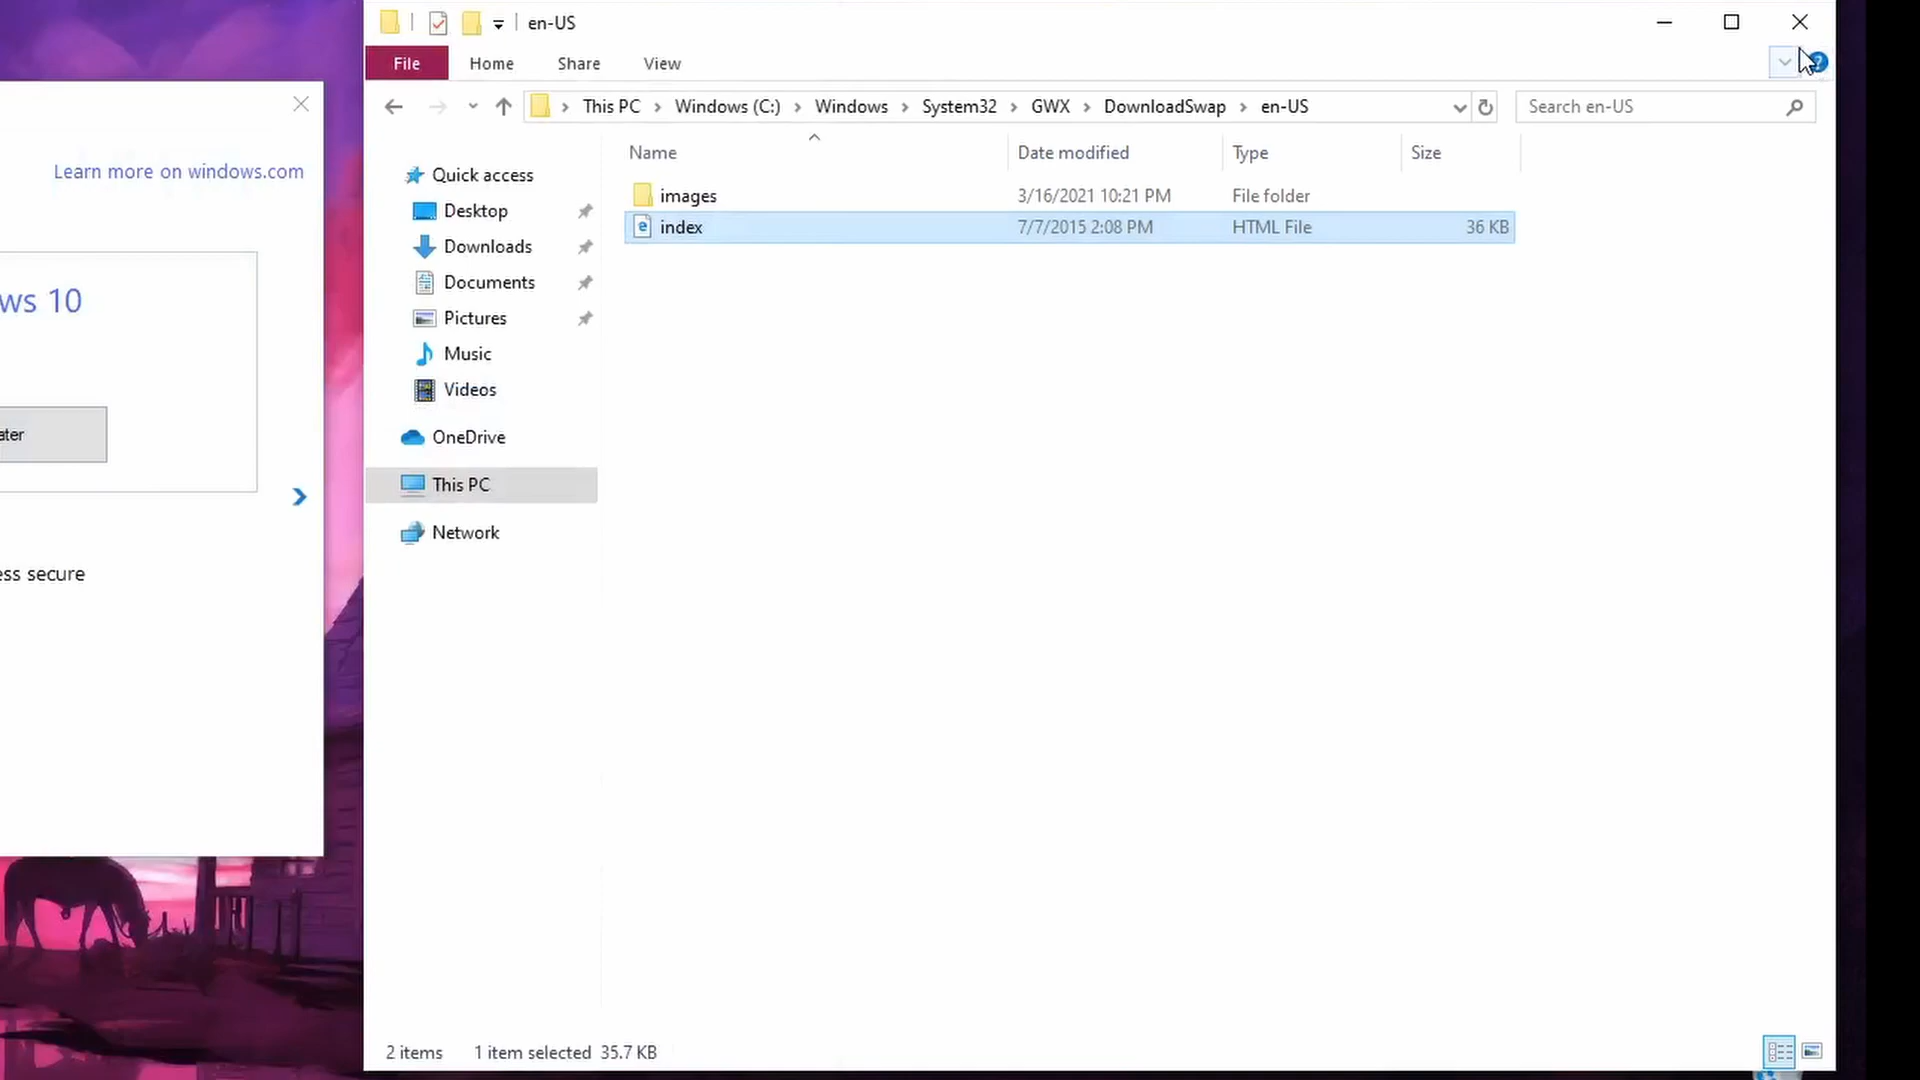 en-US
File Home Share View
This PC Windows (C:) Windows System32 GWX DownloadSwap en-US
Search en-US
Learn more on windows.com
ws 10
ater
ess secure
Quick access
Desktop
Downloads
Documents
Pictures
Music
Videos
OneDrive
This PC
Network
Name Date modified Type Size
images 3/16/2021 10:21 PM File folder
index 7/7/2015 2:08 PM HTML File 36 KB
2 items 1 item selected 35.7 KB